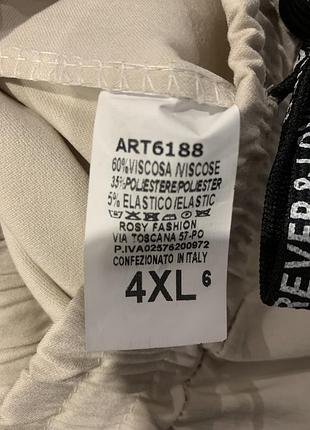 ART6188
60%VISCOSA /VISCOSE
35%POLIESTERE/POLIESTER
5% ELASTICO/ELASTIC
ROSY FASHION
VIA TOSCANA 57-PO
P.IVA02576200972
CONFEZIONATO IN ITALY
4XL 6
REVER&